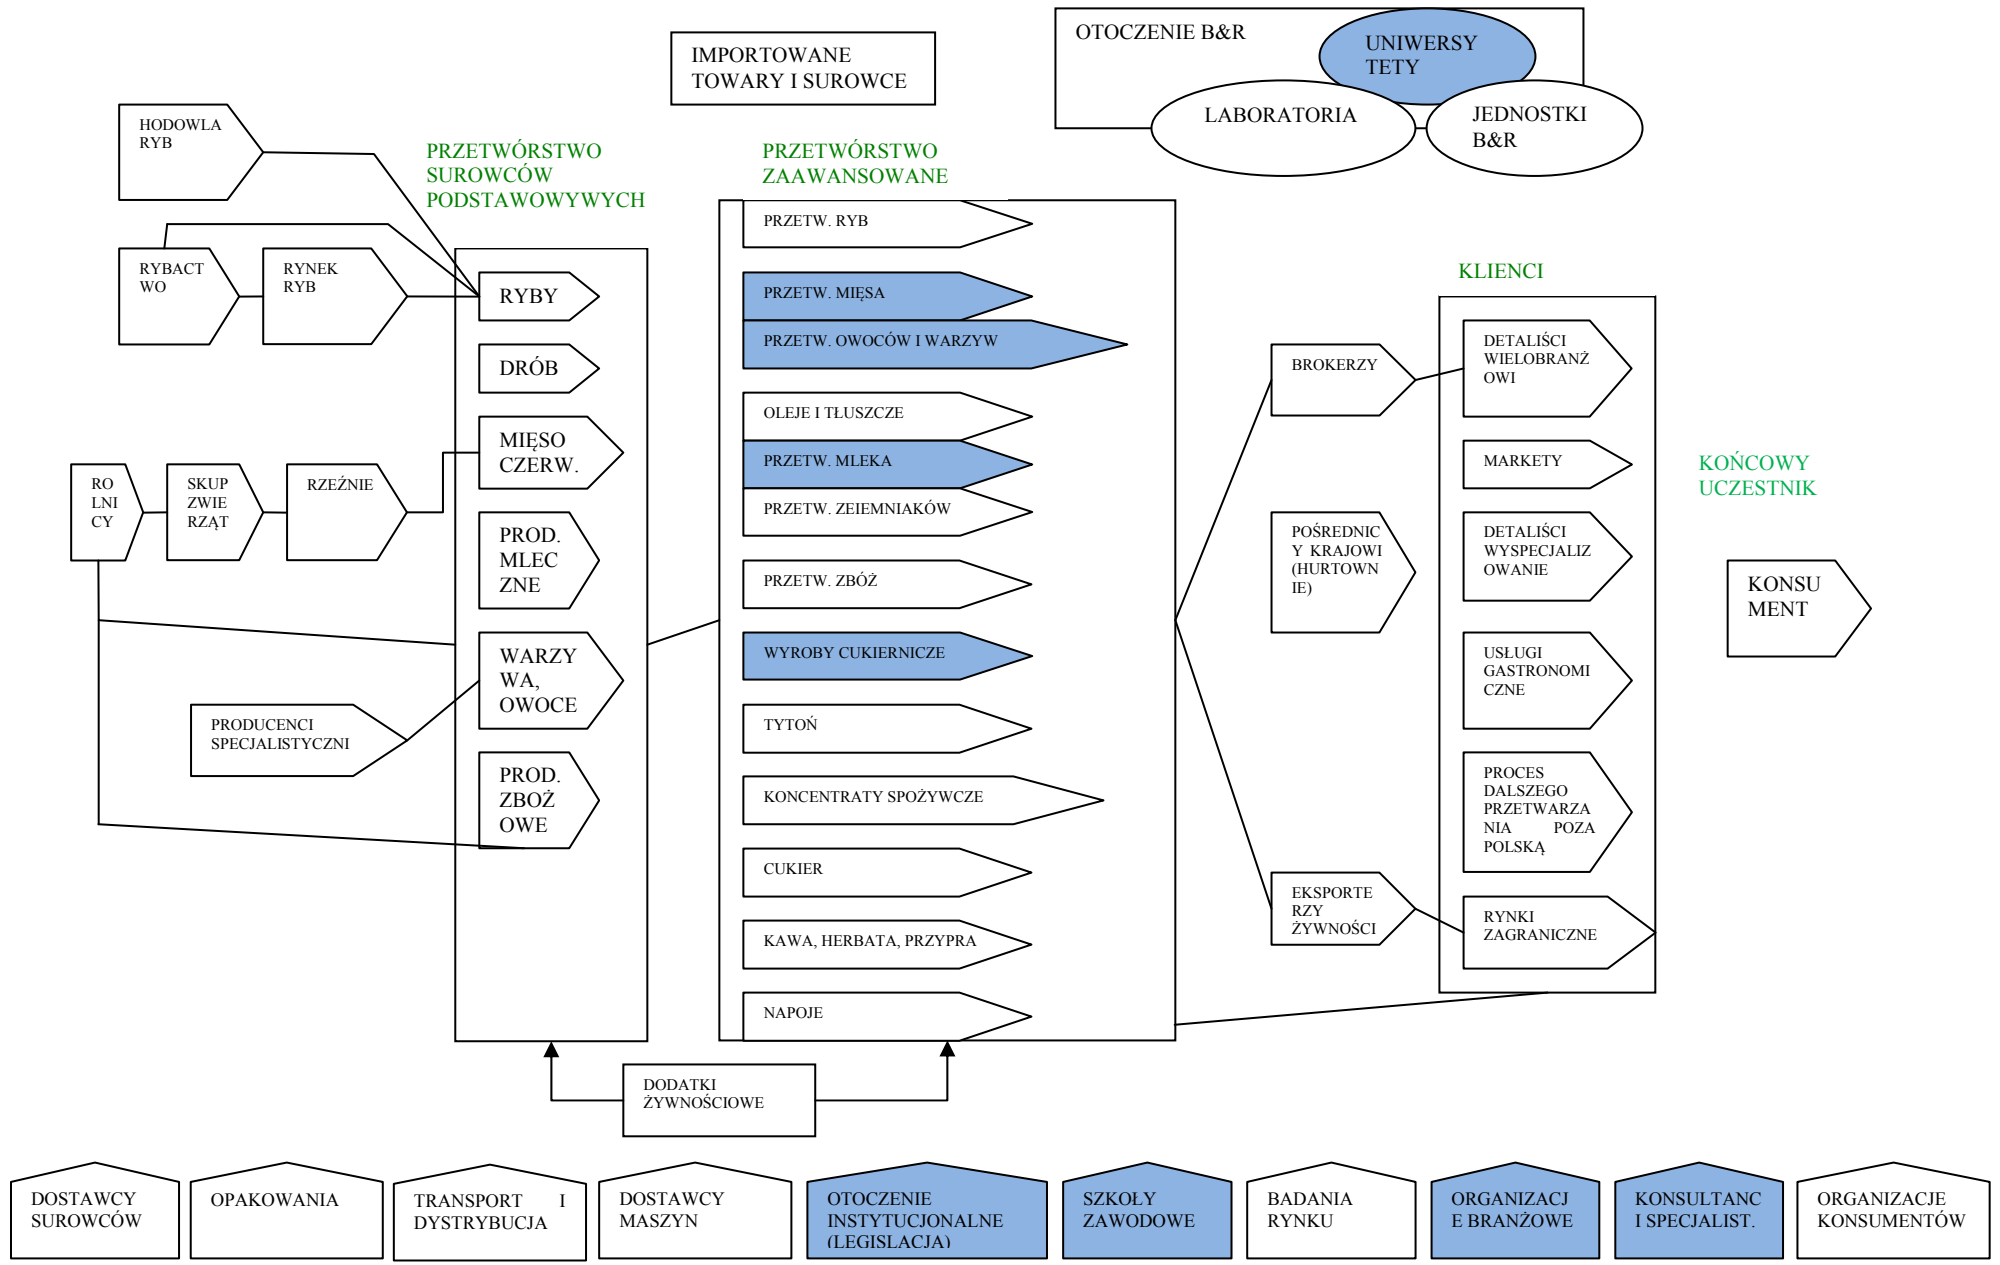 OTOCZENIE B&R
UNIWERSY
TETY
LABORATORIA
JEDNOSTKI
B&R
IMPORTOWANE
TOWARY I SUROWCE
HODOWLA
RYB
RYBACT
WO
RYNEK
RYB
RO
LNI
CY
SKUP
ZWIE
RZĄT
RZEŹNIE
PRODUCENCI
SPECJALISTYCZNI
PRZETWÓRSTWO
SUROWCÓW
PODSTAWOWYWYCH
RYBY
DRÓB
MIĘSO
CZERW.
PROD.
MLEC
ZNE
WARZY
WA,
OWOCE
PROD.
ZBOŻ
OWE
PRZETWÓRSTWO
ZAAWANSOWANE
PRZETW. RYB
PRZETW. MIĘSA
PRZETW. OWOCÓW I WARZYW
OLEJE I TŁUSZCZE
PRZETW. MLEKA
PRZETW. ZEIEMNIAKÓW
PRZETW. ZBÓŻ
WYROBY CUKIERNICZE
TYTOŃ
KONCENTRATY SPOŻYWCZE
CUKIER
KAWA, HERBATA, PRZYPRA
NAPOJE
DODATKI
ŻYWNOŚCIOWE
BROKERZY
POŚREDNIC
Y KRAJOWI
(HURTOWN
IE)
EKSPORTE
RZY
ŻYWNOŚCI
KLIENCI
DETALIŚCI
WIELOBRANŻ
OWI
MARKETY
DETALIŚCI
WYSPECJALIZ
OWANIE
USŁUGI
GASTRONOMI
CZNE
PROCES
DALSZEGO
PRZETWARZA
NIA POZA
POLSKĄ
RYNKI
ZAGRANICZNE
KOŃCOWY
UCZESTNIK
KONSU
MENT
DOSTAWCY
SUROWCÓW
OPAKOWANIA
TRANSPORT I
DYSTRYBUCJA
DOSTAWCY
MASZYN
OTOCZENIE
INSTYTUCJONALNE
(LEGISLACJA)
SZKOŁY
ZAWODOWE
BADANIA
RYNKU
ORGANIZACJ
E BRANŻOWE
KONSULTANC
I SPECJALIST.
ORGANIZACJE
KONSUMENTÓW